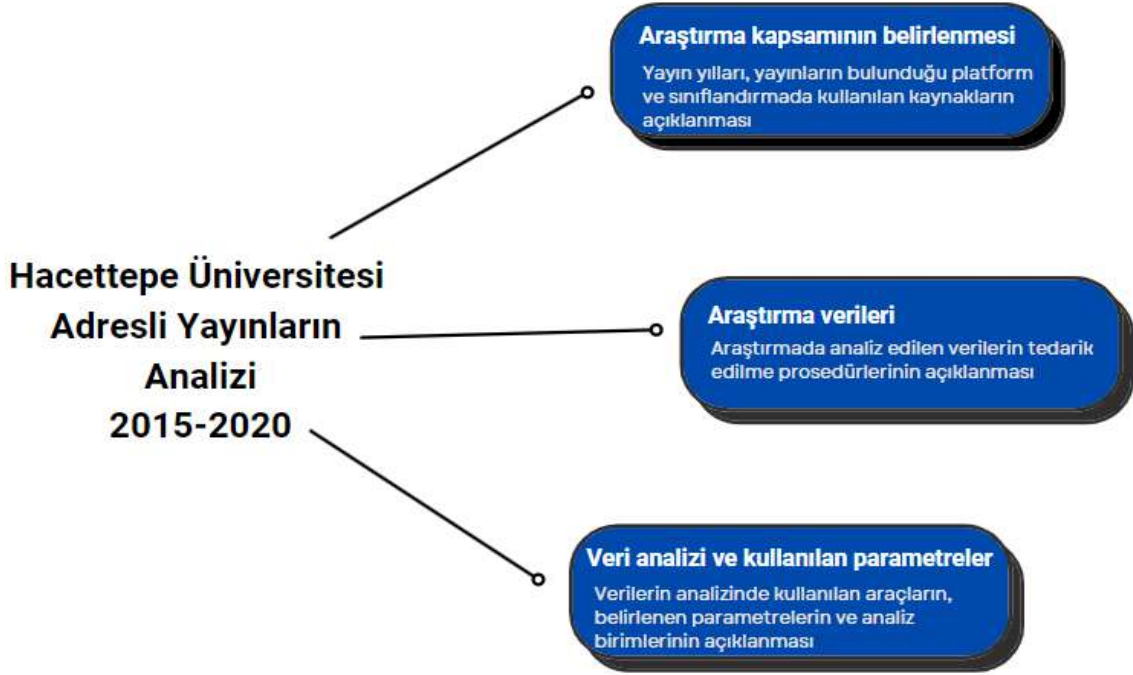 Hacettepe Üniversitesi
Adresli Yayınların
Analizi
2015-2020
Araştırma kapsamının belirlenmesi
Yayın yılları, yayınların bulunduğu platform
ve sınıflandırmada kullanılan kaynakların
açıklanması
Araştırma verileri
Araştırmada analiz edilen verilerin tedarik
edilme prosedürlerinin açıklanması
Veri analizi ve kullanılan parametreler
Verilerin analizinde kullanılan araçların,
belirlenen parametrelerin ve analiz
birimlerinin açıklanması